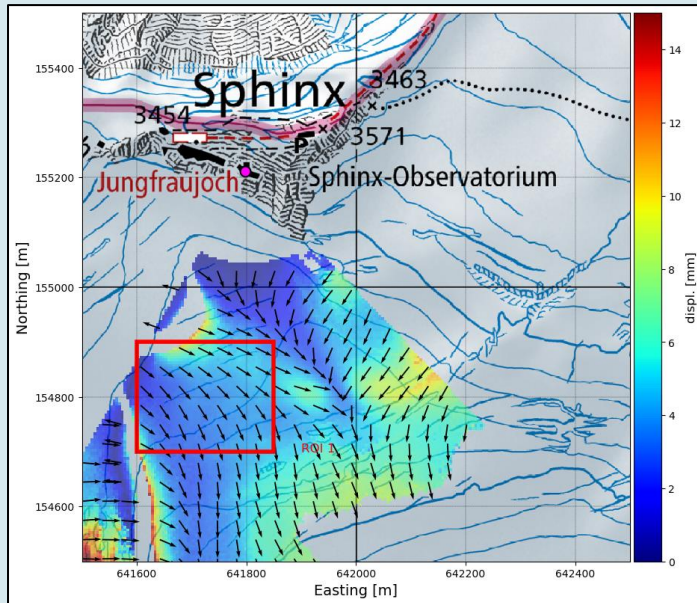 155400
155200
155000
154800
154600
Northing [m]
Sphinx
3463
3454
3571
P
Jungfraujoch
Sphinx-Observatorium
ROI 1
641600
641800
642000
642200
642400
Easting [m]
14
12
10
8
6
4
2
0
displ. [mm]